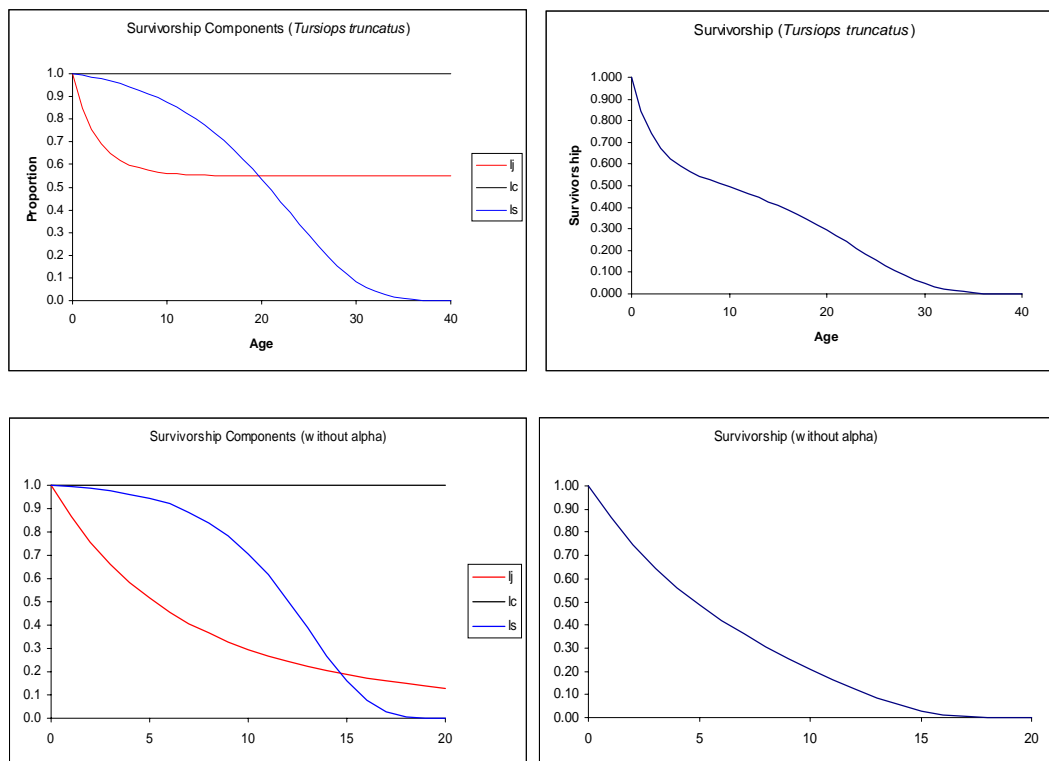 Survivorship Components (Tursiops truncatus)
Proportion
1.0
0.9
0.8
0.7
0.6
0.5
0.4
0.3
0.2
0.1
0.0
0 10 20 30 40
Age
lj
lc
ls
Survivorship (Tursiops truncatus)
Survivorship
1.000
0.900
0.800
0.700
0.600
0.500
0.400
0.300
0.200
0.100
0.000
0 10 20 30 40
Age
Survivorship Components (without alpha)
1.0
0.9
0.8
0.7
0.6
0.5
0.4
0.3
0.2
0.1
0.0
0 5 10 15 20
lj
lc
ls
Survivorship (without alpha)
1.00
0.90
0.80
0.70
0.60
0.50
0.40
0.30
0.20
0.10
0.00
0 5 10 15 20